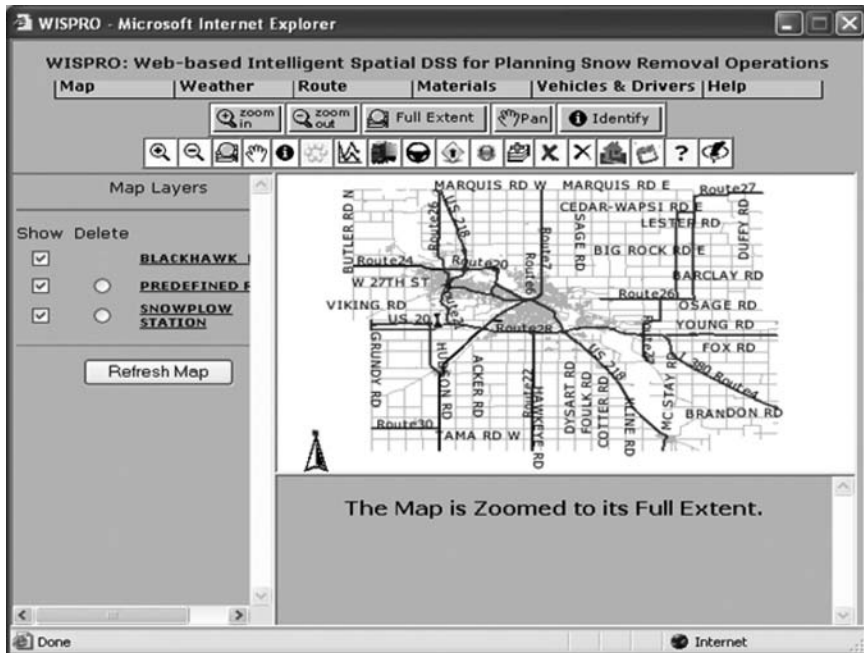 WISPRO - Microsoft Internet Explorer
WISPRO: Web-based Intelligent Spatial DSS for Planning Snow Removal Operations
Map Weather Route Materials Vehicles & Drivers Help
zoom in zoom out Full Extent Pan Identify
?
Map Layers
Show Delete
BLACKHAWK
PREDEFINED
SNOWPLOW
STATION
Refresh Map
MARQUIS RD W MARQUIS RD E
Route27
CEDAR-WAPSI RD E
LESTER RD
BUTLER RD N
Route26
US 218
Route7
SAGE RD
DUFFY RD
BIG ROCK RD E
Route24
Route20
BARCLAY RD
W 27TH ST
Route6
Route26
OSAGE RD
VIKING RD
US 20
Route28
YOUNG RD
FOX RD
GRUNDY RD
HUDSON RD
ACKER RD
Route22
HAWKEYE RD
DYSART RD
FOULK RD
COTTER RD
KLINE RD
US 218
MC STAY RD
I 380 Route4
BRANDON RD
Route30
TAMA RD W
The Map is Zoomed to its Full Extent.
Done
Internet